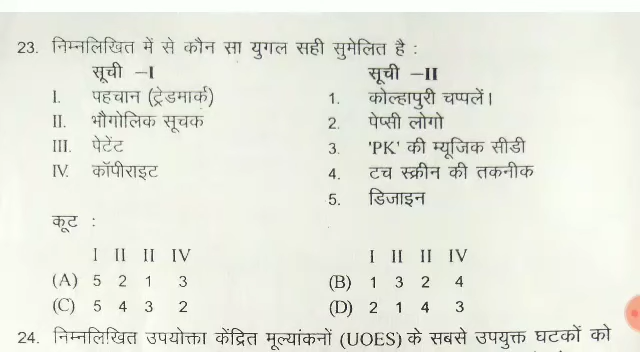 23. निम्नलिखित में से कौन सा युगल सही सुमेलित है :
सूची –I सूची –II
I. पहचान (ट्रेडमार्क) 1. कोल्हापुरी चप्पलें।
II. भौगोलिक सूचक 2. पेप्सी लोगो
III. पेटेंट 3. 'PK' की म्यूजिक सीडी
IV. कॉपीराइट 4. टच स्क्रीन की तकनीक
5. डिजाइन
कूट :
I II II IV I II II IV
(A) 5 2 1 3 (B) 1 3 2 4
(C) 5 4 3 2 (D) 2 1 4 3
24. निम्नलिखित उपयोक्ता केंद्रित मूल्यांकनों (UOES) के सबसे उपयुक्त घटकों को